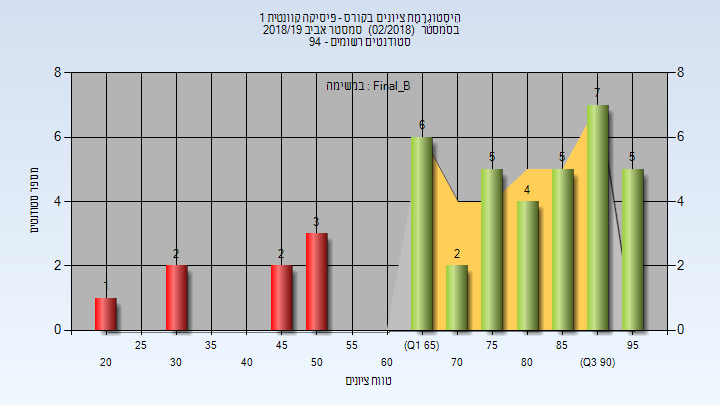 היסטוגרמת ציונים בקורס - פיסיקה קוונטית 1
בסמסטר (02/2018) סמסטר אביב 2018/19
סטודנטים רשומים - 94
במשימה : Final_B
8 8
6 6
4 4
2 2
0 0
1 2 2 3 6 2 5 4 5 7 5
מספר סטודנטים
25 35 45 55 (Q1 65) 75 85 95
20 30 40 50 60 70 80 (Q3 90)
טווח ציונים